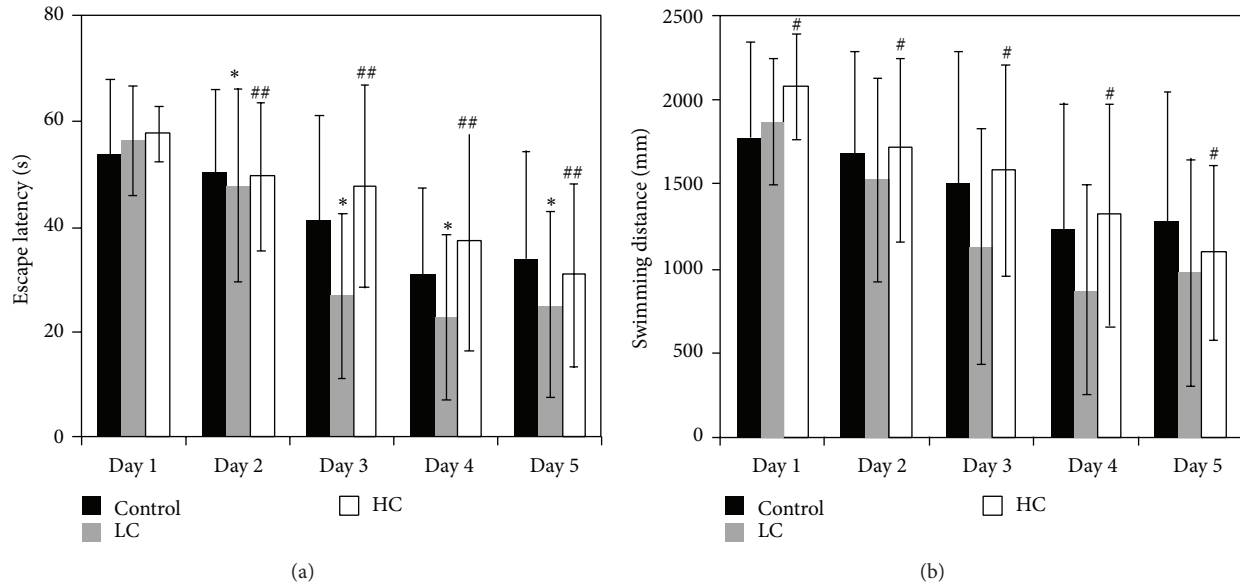 80
60
40
20
0
Escape latency (s)
*
##
*
##
*
##
*
##
Day 1 Day 2 Day 3 Day 4 Day 5
Control
LC
HC
(a)
2500
2000
1500
1000
500
0
Swimming distance (mm)
#
#
#
#
#
Day 1 Day 2 Day 3 Day 4 Day 5
Control
LC
HC
(b)